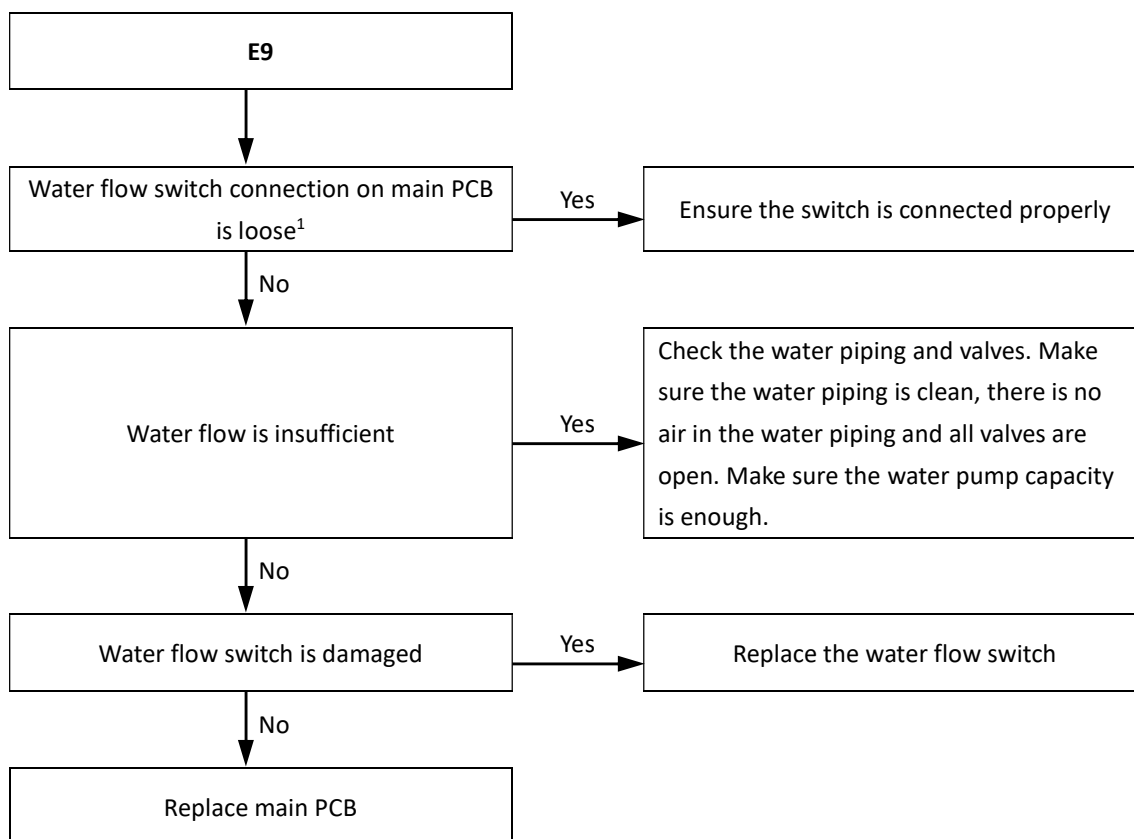 E9
Water flow switch connection on main PCB
is loose¹
Yes
Ensure the switch is connected properly
No
Water flow is insufficient
Yes
Check the water piping and valves. Make
sure the water piping is clean, there is no
air in the water piping and all valves are
open. Make sure the water pump capacity
is enough.
No
Water flow switch is damaged
Yes
Replace the water flow switch
No
Replace main PCB